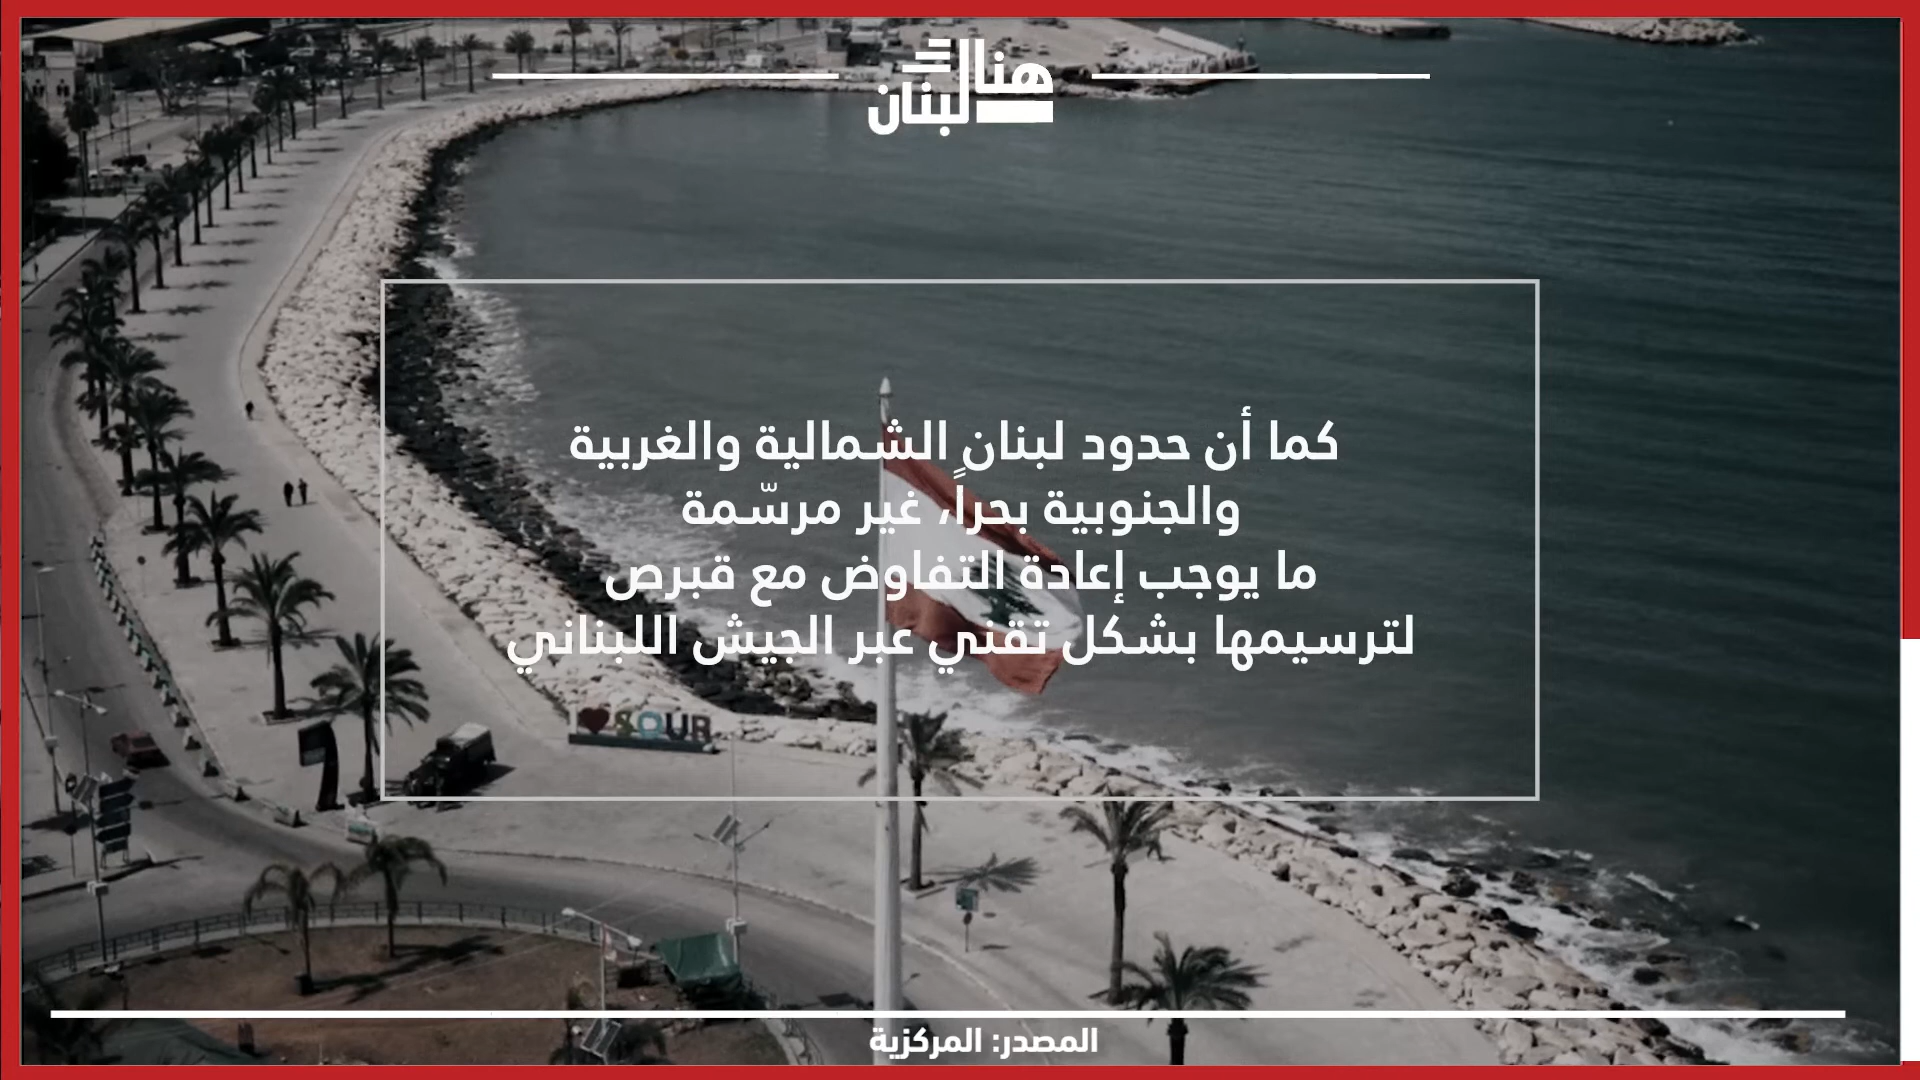 هنا
لبنان
كما أن حدود لبنان الشمالية والغربية
والجنوبية بحراً، غير مرسّمة
ما يوجب إعادة التفاوض مع قبرص
لترسيمها بشكل تقني عبر الجيش اللبناني
I ❤ SOUR
المصدر: المركزية